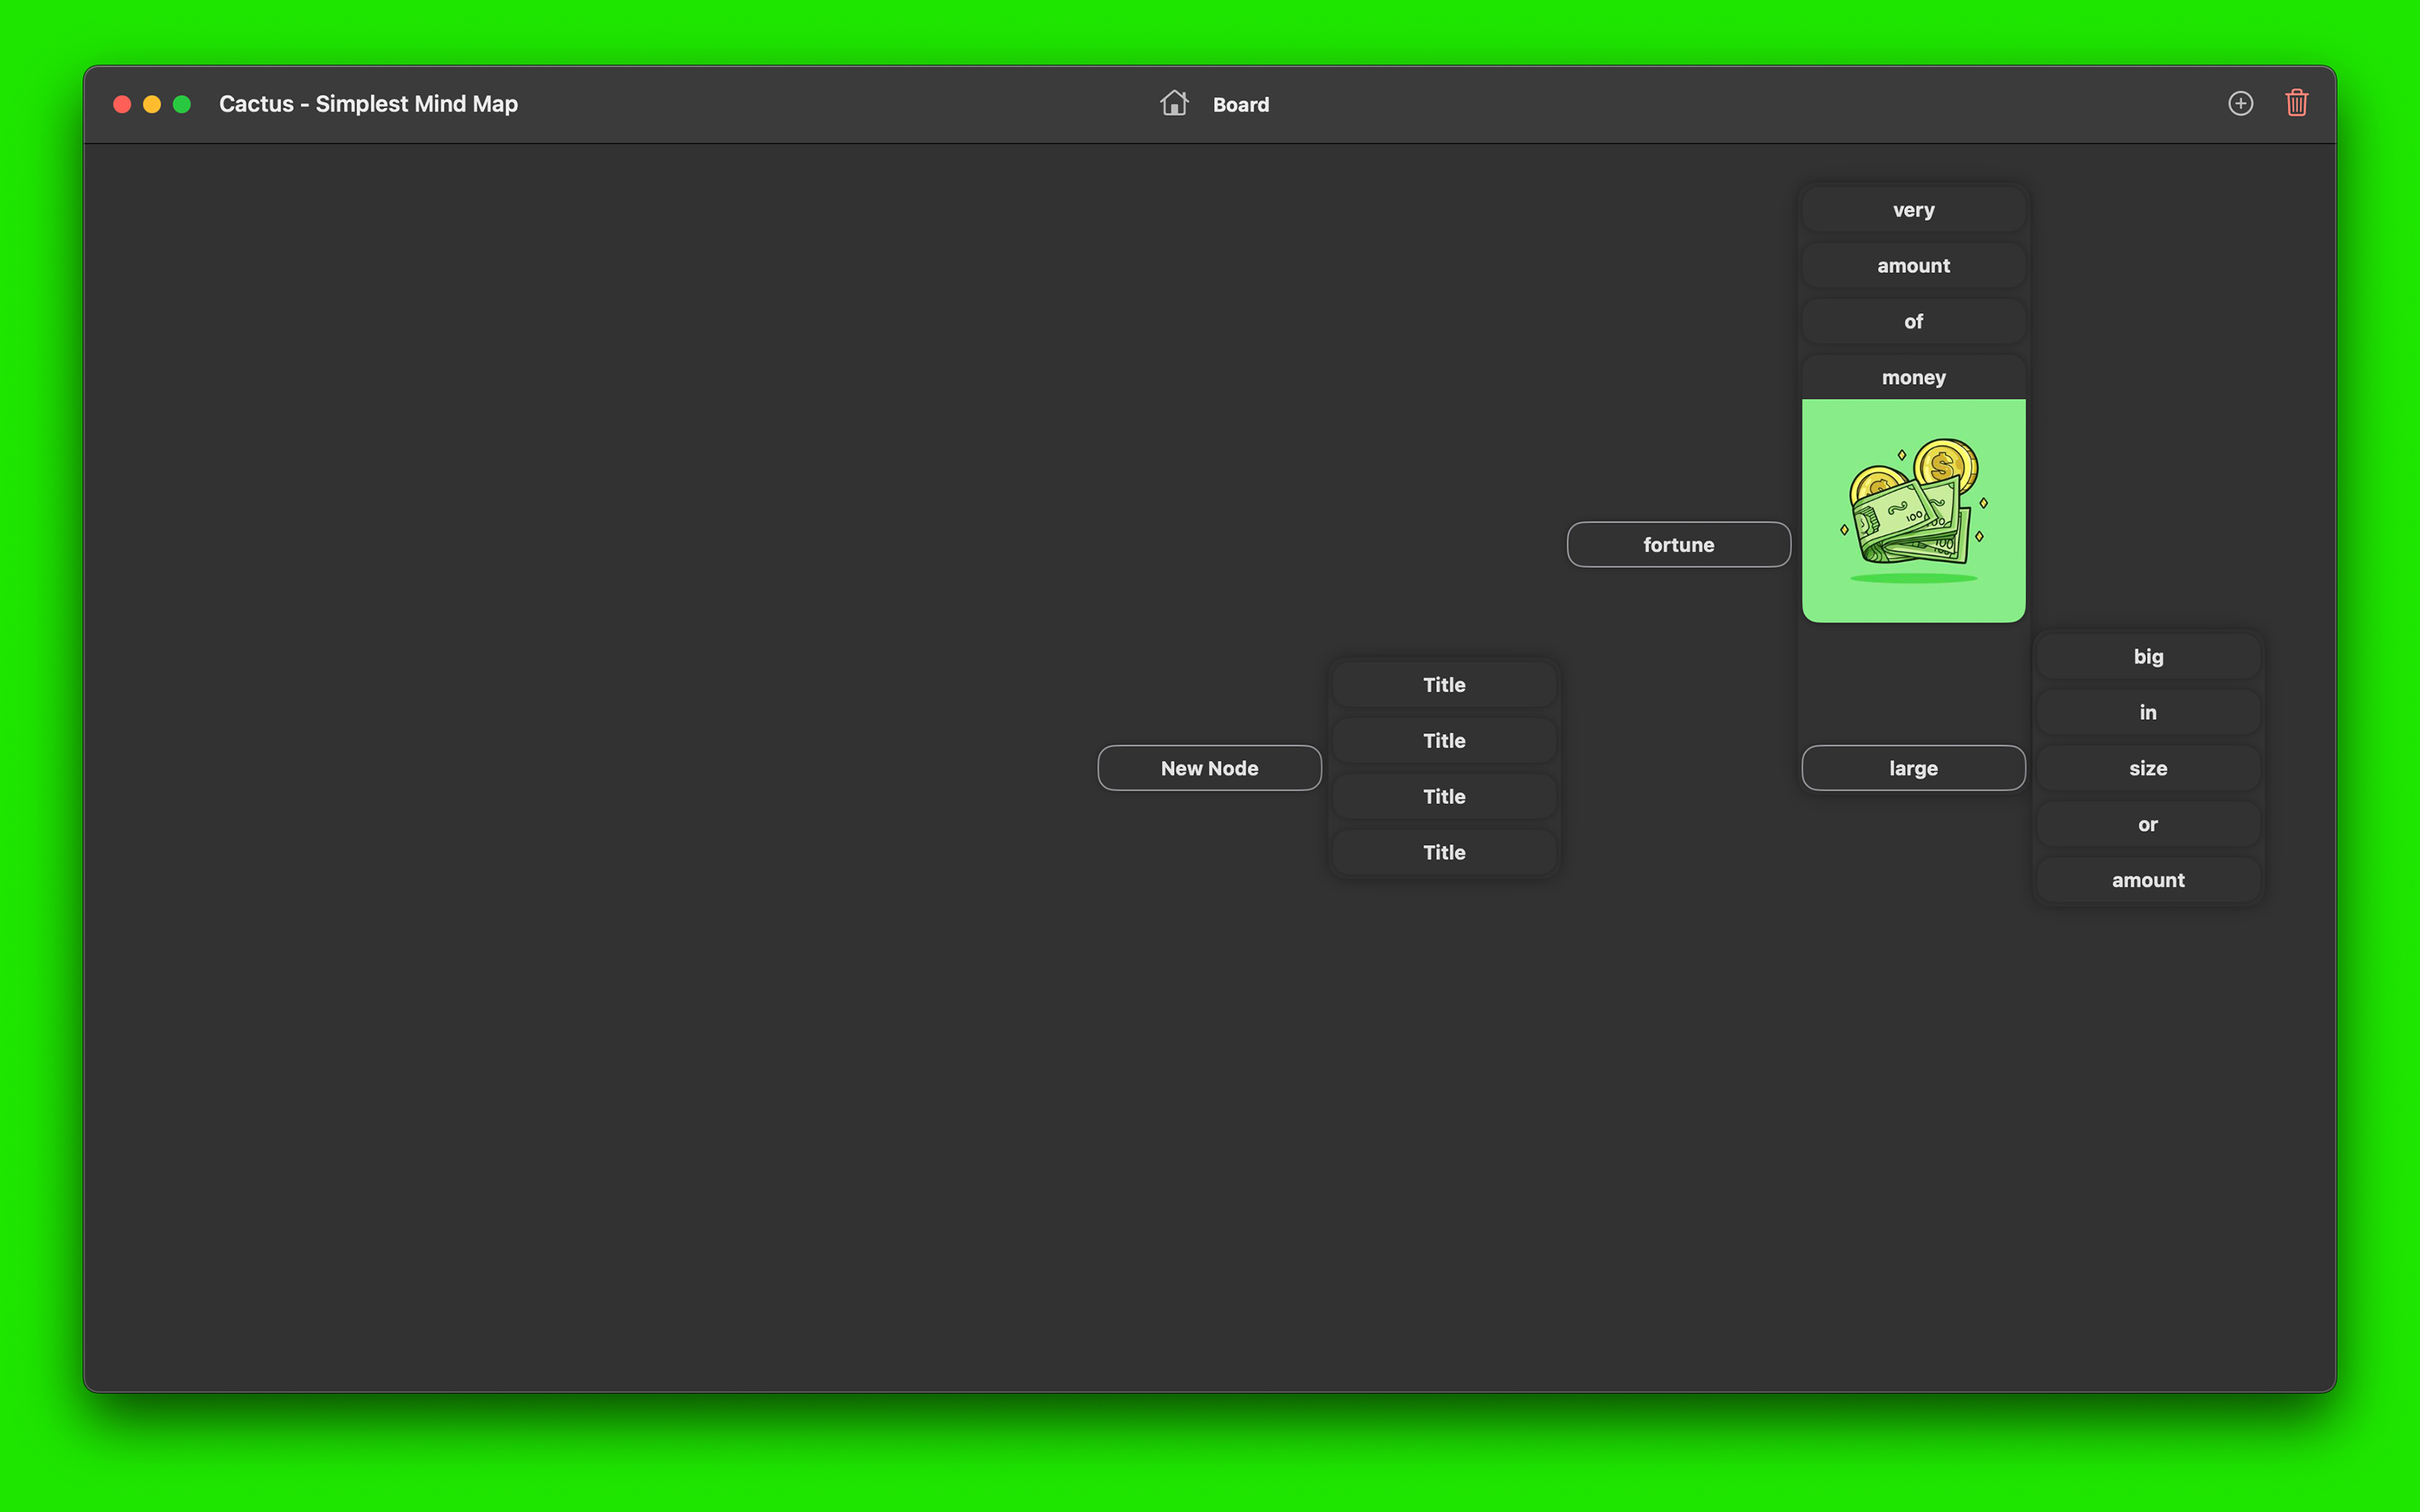 Cactus - Simplest Mind Map
Board
very
amount
of
money
fortune
big
in
size
or
amount
large
Title
Title
Title
Title
New Node